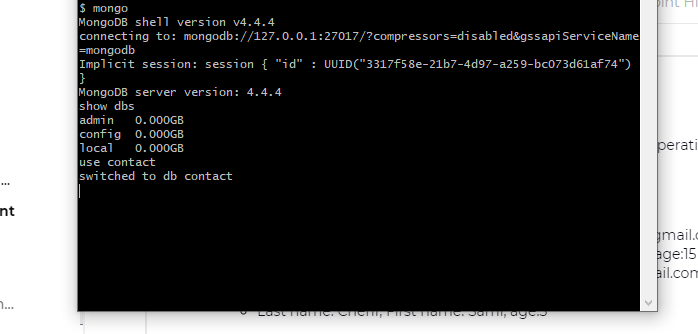 oint Hi
$ mongo
MongoDB shell version v4.4.4
connecting to: mongodb://127.0.0.1:27017/?compressors=disabled&gssapiServiceName
=mongodb
Implicit session: session { "id" : UUID("3317f58e-21b7-4d97-a259-bc073d61af74")
}
MongoDB server version: 4.4.4
show dbs
admin   0.000GB
config  0.000GB
local   0.000GB
use contact
switched to db contact
perati
...
nt
gmail.c
age:15
ail.com
n...
Last name: Cherif, First name: Sami, age:3